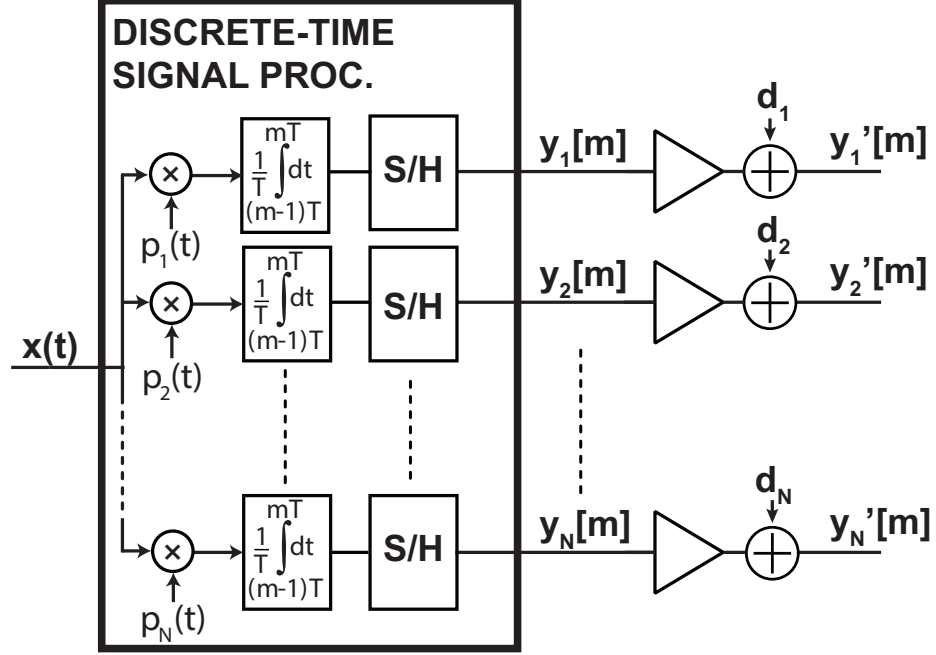 DISCRETE-TIME
SIGNAL PROC.
x(t)
×
p1(t)
mT
1/T ∫dt
(m-1)T
S/H
y1[m]
d1
+
y1'[m]
×
p2(t)
mT
1/T ∫dt
(m-1)T
S/H
y2[m]
d2
+
y2'[m]
×
pN(t)
mT
1/T ∫dt
(m-1)T
S/H
yN[m]
dN
+
yN'[m]